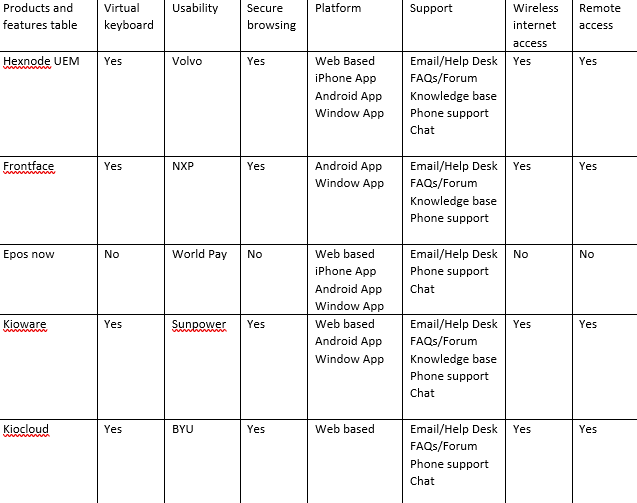 Products and features table | Virtual keyboard | Usability | Secure browsing | Platform | Support | Wireless internet access | Remote access
Hexnode UEM | Yes | Volvo | Yes | Web Based | Email/Help Desk | Yes | Yes
iPhone App | FAQs/Forum
Android App | Knowledge base
Window App | Phone support
Chat
Frontface | Yes | NXP | Yes | Android App | Email/Help Desk | Yes | Yes
Window App | FAQs/Forum
Knowledge base
Phone support
Epos now | No | World Pay | No | Web based | Email/Help Desk | No | No
iPhone App | Phone support
Android App | Chat
Window App
Kioware | Yes | Sunpower | Yes | Web based | Email/Help Desk | Yes | Yes
Android App | FAQs/Forum
Window App | Knowledge base
Phone support
Chat
Kiocloud | Yes | BYU | Yes | Web based | Email/Help Desk | Yes | Yes
FAQs/Forum
Phone support
Chat